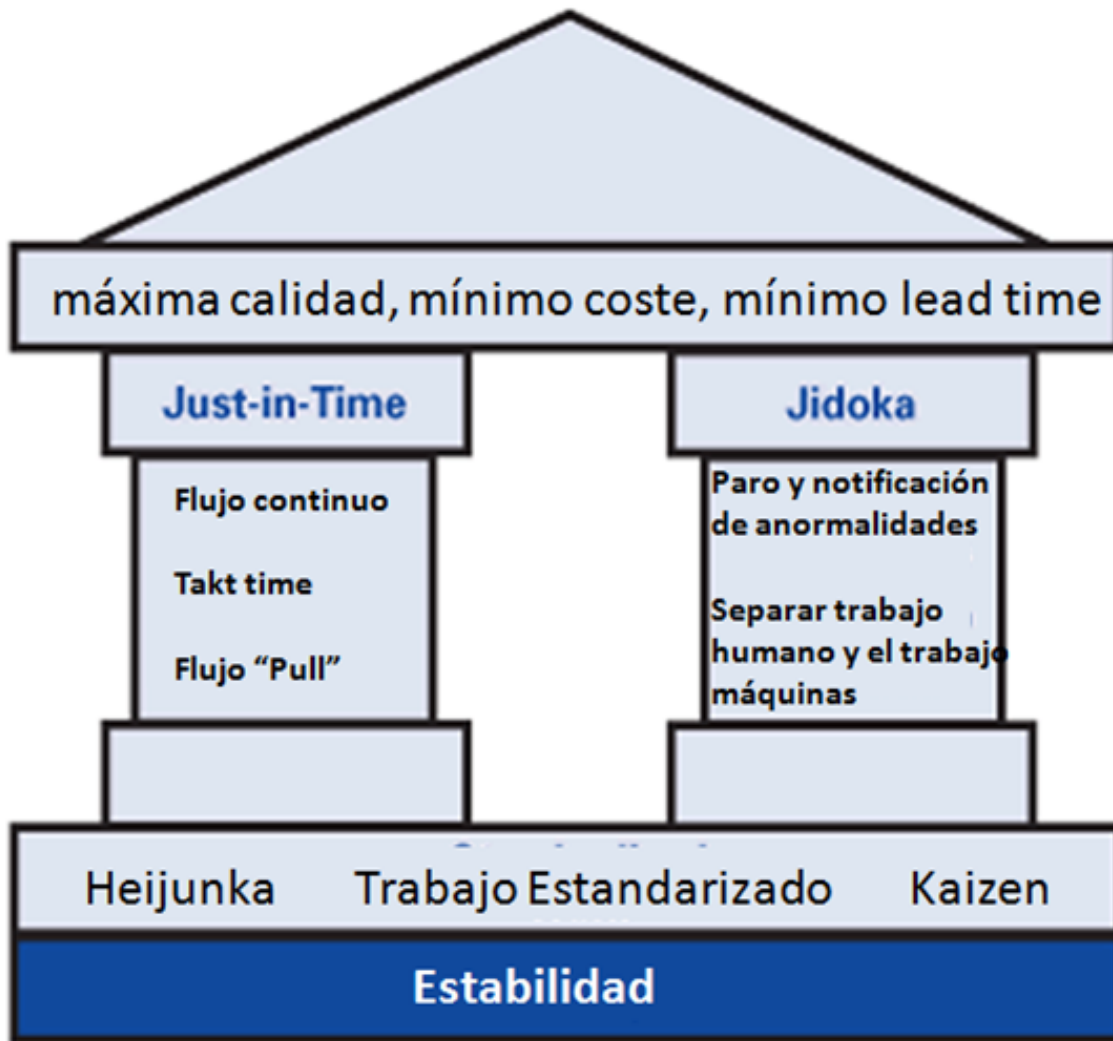 máxima calidad, mínimo coste, mínimo lead time
Just-in-Time
Flujo continuo
Takt time
Flujo “Pull”
Jidoka
Paro y notificación
de anormalidades
Separar trabajo
humano y el trabajo
máquinas
Heijunka Trabajo Estandarizado Kaizen
Estabilidad